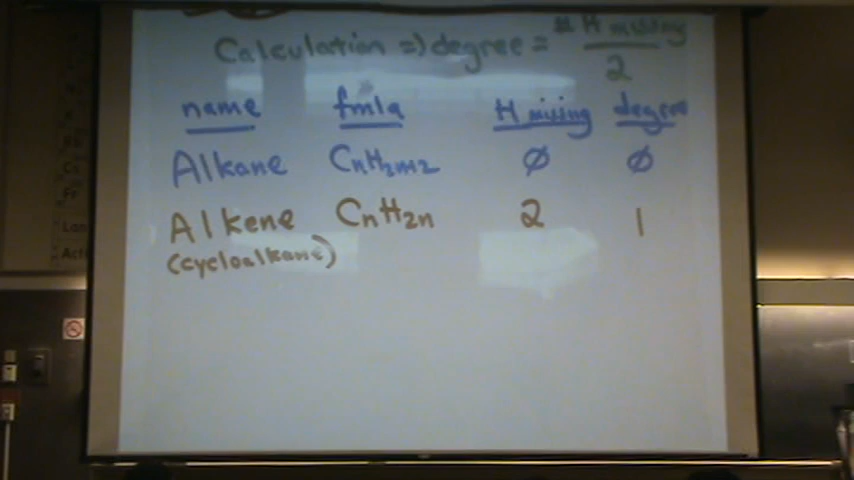 Calculation => degree = # H missing / 2
name fmla H missing degree
Alkane CnH2n+2 Ø Ø
Alkene CnH2n 2 1
(cycloalkane)